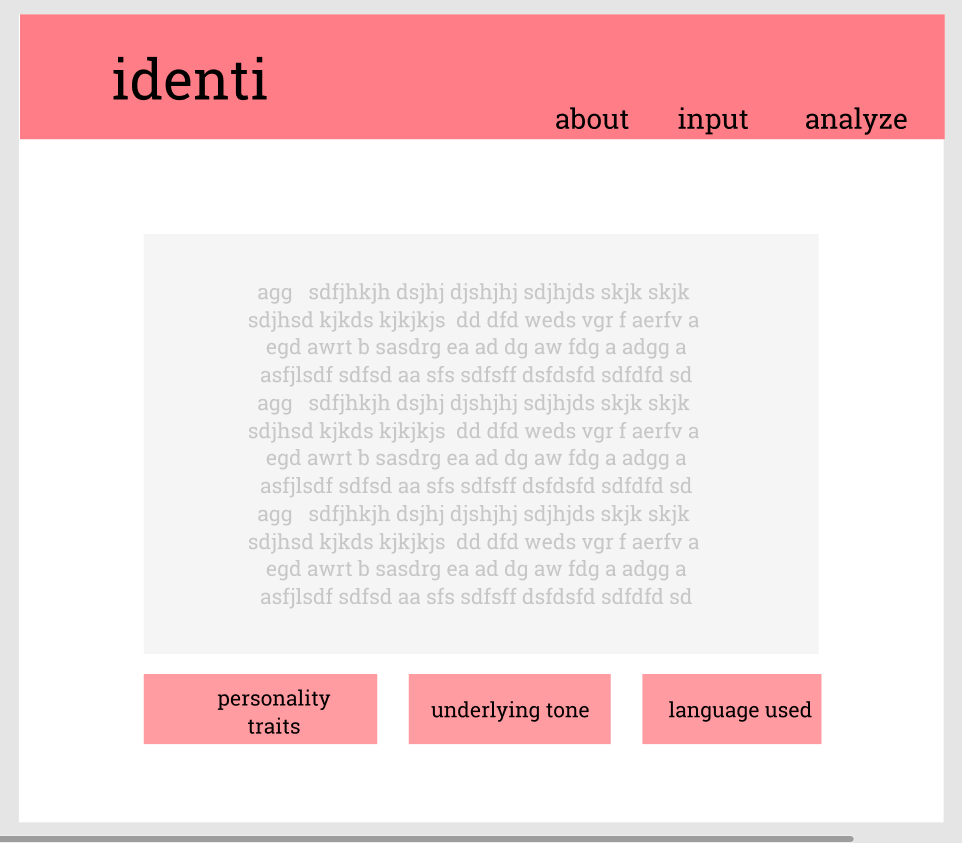 identi
about input analyze
agg sdfjhkjh dsjhj djshjhj sdjhjds skjk skjk
sdjhsd kjkds kjkjkjs dd dfd weds vgr f aerfv a
egd awrt b sasdrg ea ad dg aw fdg a adgg a
asfjlsdf sdfsd aa sfs sdfsff dsfdsfd sdfdfd sd
agg sdfjhkjh dsjhj djshjhj sdjhjds skjk skjk
sdjhsd kjkds kjkjkjs dd dfd weds vgr f aerfv a
egd awrt b sasdrg ea ad dg aw fdg a adgg a
asfjlsdf sdfsd aa sfs sdfsff dsfdsfd sdfdfd sd
agg sdfjhkjh dsjhj djshjhj sdjhjds skjk skjk
sdjhsd kjkds kjkjkjs dd dfd weds vgr f aerfv a
egd awrt b sasdrg ea ad dg aw fdg a adgg a
asfjlsdf sdfsd aa sfs sdfsff dsfdsfd sdfdfd sd
personality
traits
underlying tone
language used